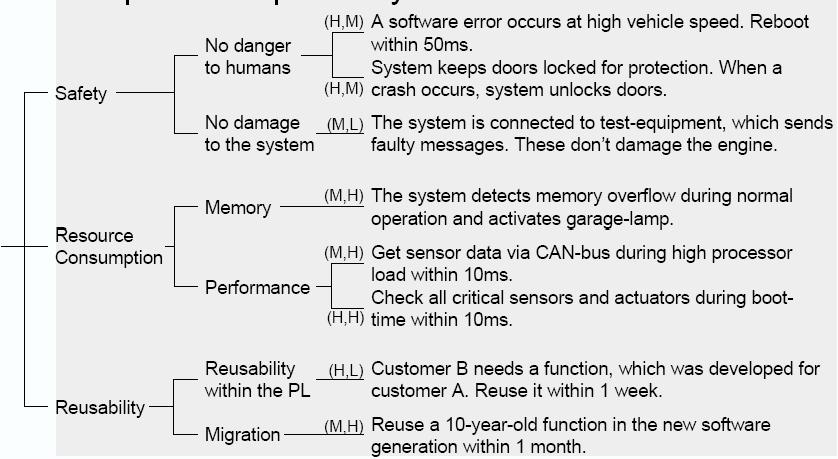 (H,M) A software error occurs at high vehicle speed. Reboot
No danger within 50ms.
to humans System keeps doors locked for protection. When a
(H,M) crash occurs, system unlocks doors.
Safety
No damage (M,L) The system is connected to test-equipment, which sends
to the system faulty messages. These don't damage the engine.
Memory (M,H) The system detects memory overflow during normal
operation and activates garage-lamp.
Resource
Consumption
(M,H) Get sensor data via CAN-bus during high processor
load within 10ms.
Performance
Check all critical sensors and actuators during boot-
(H,H) time within 10ms.
Reusability (H,L) Customer B needs a function, which was developed for
within the PL customer A. Reuse it within 1 week.
Reusability
Migration (M,H) Reuse a 10-year-old function in the new software
generation within 1 month.